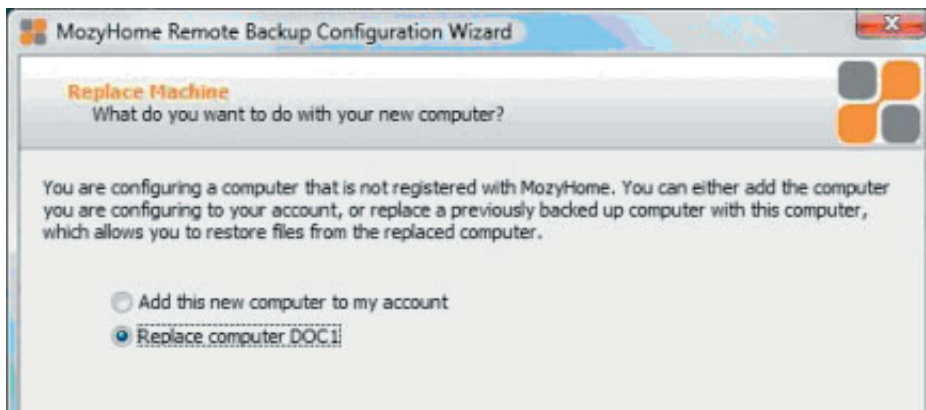 MozyHome Remote Backup Configuration Wizard
Replace Machine
What do you want to do with your new computer?
You are configuring a computer that is not registered with MozyHome. You can either add the computer
you are configuring to your account, or replace a previously backed up computer with this computer,
which allows you to restore files from the replaced computer.
Add this new computer to my account
Replace computer DOC1